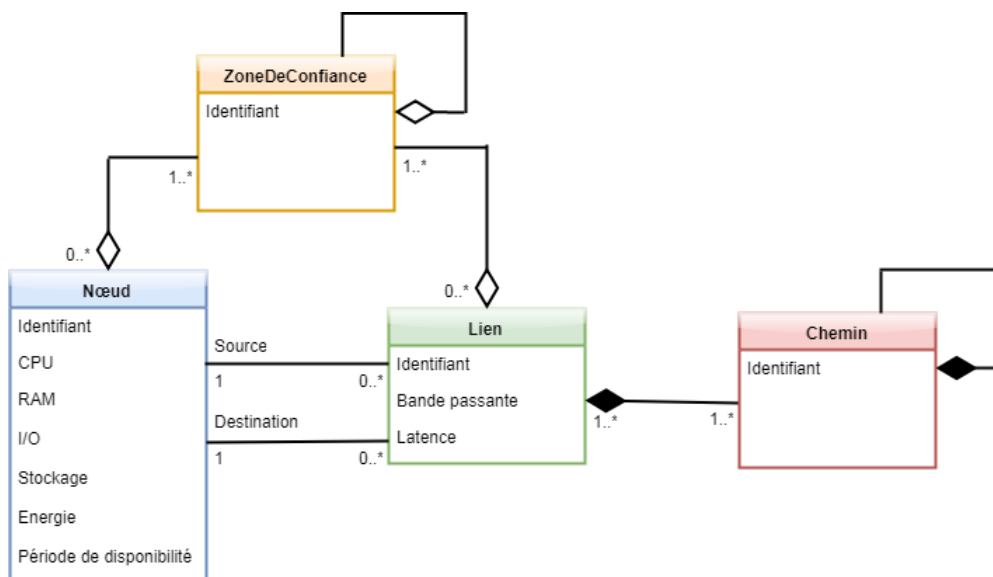 ZoneDeConfiance
Identifiant
1..*
1..*
0..*
0..*
Nœud
Identifiant
CPU
RAM
I/O
Stockage
Energie
Période de disponibilité
Source
1
0..*
Destination
1
0..*
Lien
Identifiant
Bande passante
Latence
1..*
1..*
Chemin
Identifiant